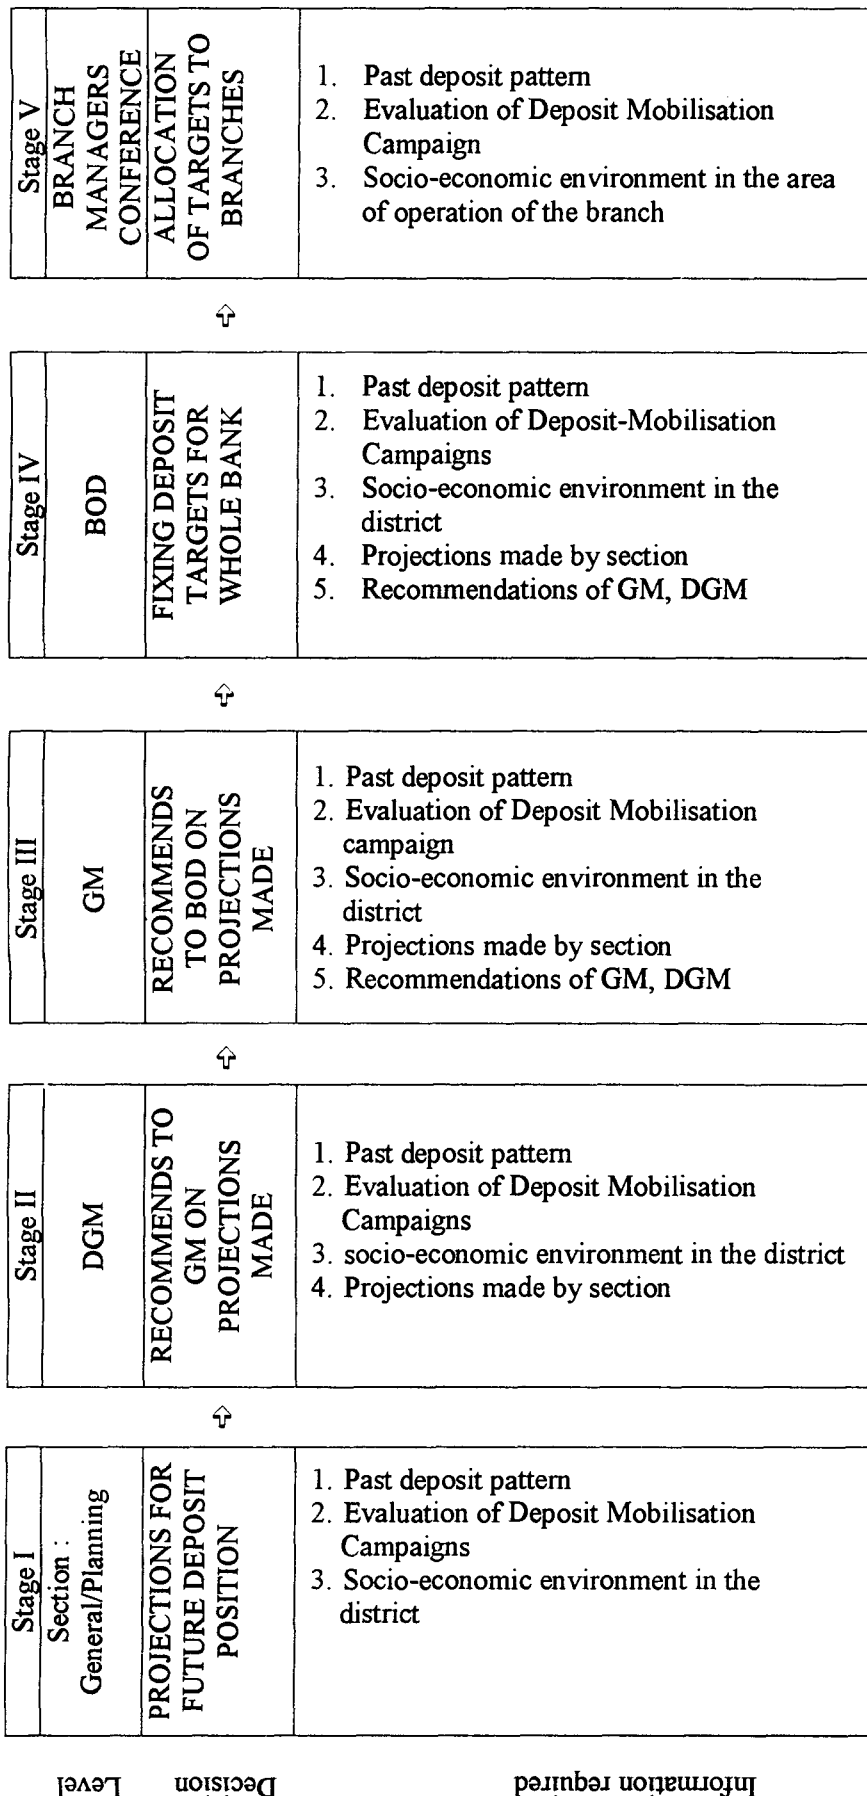 Stage V
BRANCH
MANAGERS
CONFERENCE
ALLOCATION
OF TARGETS TO
BRANCHES
1. Past deposit pattern
2. Evaluation of Deposit Mobilisation
Campaign
3. Socio-economic environment in the area
of operation of the branch
Stage IV
BOD
FIXING DEPOSIT
TARGETS FOR
WHOLE BANK
1. Past deposit pattern
2. Evaluation of Deposit-Mobilisation
Campaigns
3. Socio-economic environment in the
district
4. Projections made by section
5. Recommendations of GM, DGM
Stage III
GM
RECOMMENDS
TO BOD ON
PROJECTIONS
MADE
1. Past deposit pattern
2. Evaluation of Deposit Mobilisation
campaign
3. Socio-economic environment in the
district
4. Projections made by section
5. Recommendations of GM, DGM
Stage II
DGM
RECOMMENDS TO
GM ON
PROJECTIONS
MADE
1. Past deposit pattern
2. Evaluation of Deposit Mobilisation
Campaigns
3. socio-economic environment in the district
4. Projections made by section
Stage I
Section :
General/Planning
PROJECTIONS FOR
FUTURE DEPOSIT
POSITION
1. Past deposit pattern
2. Evaluation of Deposit Mobilisation
Campaigns
3. Socio-economic environment in the
district
Level
Decision
Information required